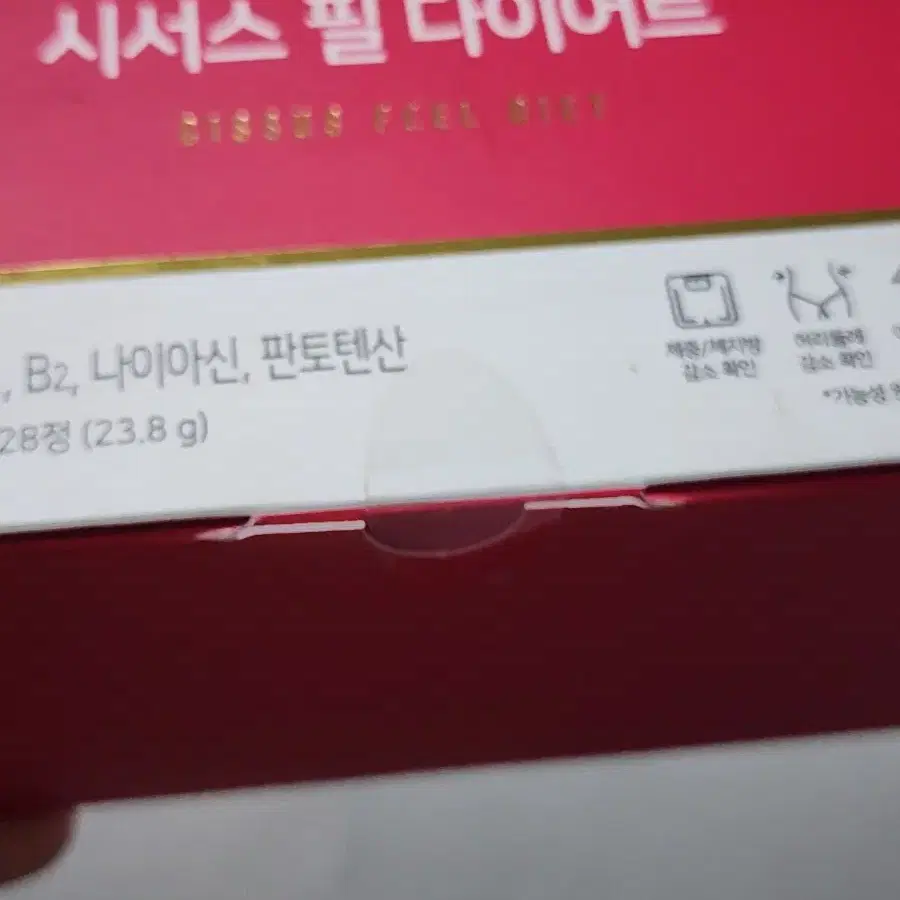 시서스 필 다이어트
CISSUS FEEL DIET
, B2, 나이아신, 판토텐산
28정 (23.8 g)
체중/체지방
감소 확인
허리둘레
감소 확인
*기능성